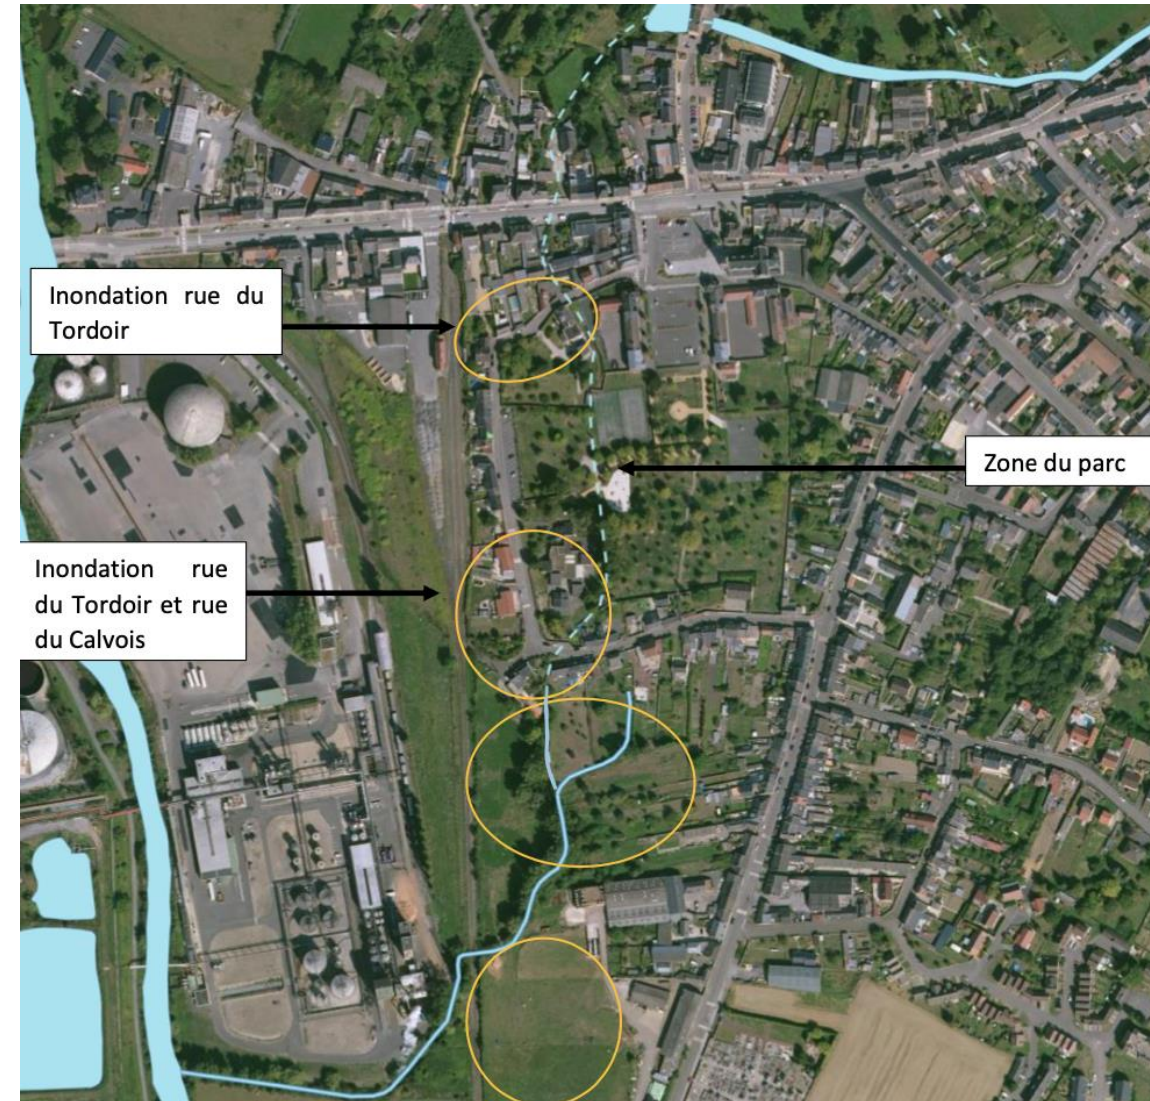 Inondation rue du
Tordoir
Zone du parc
Inondation rue
du Tordoir et rue
du Calvois